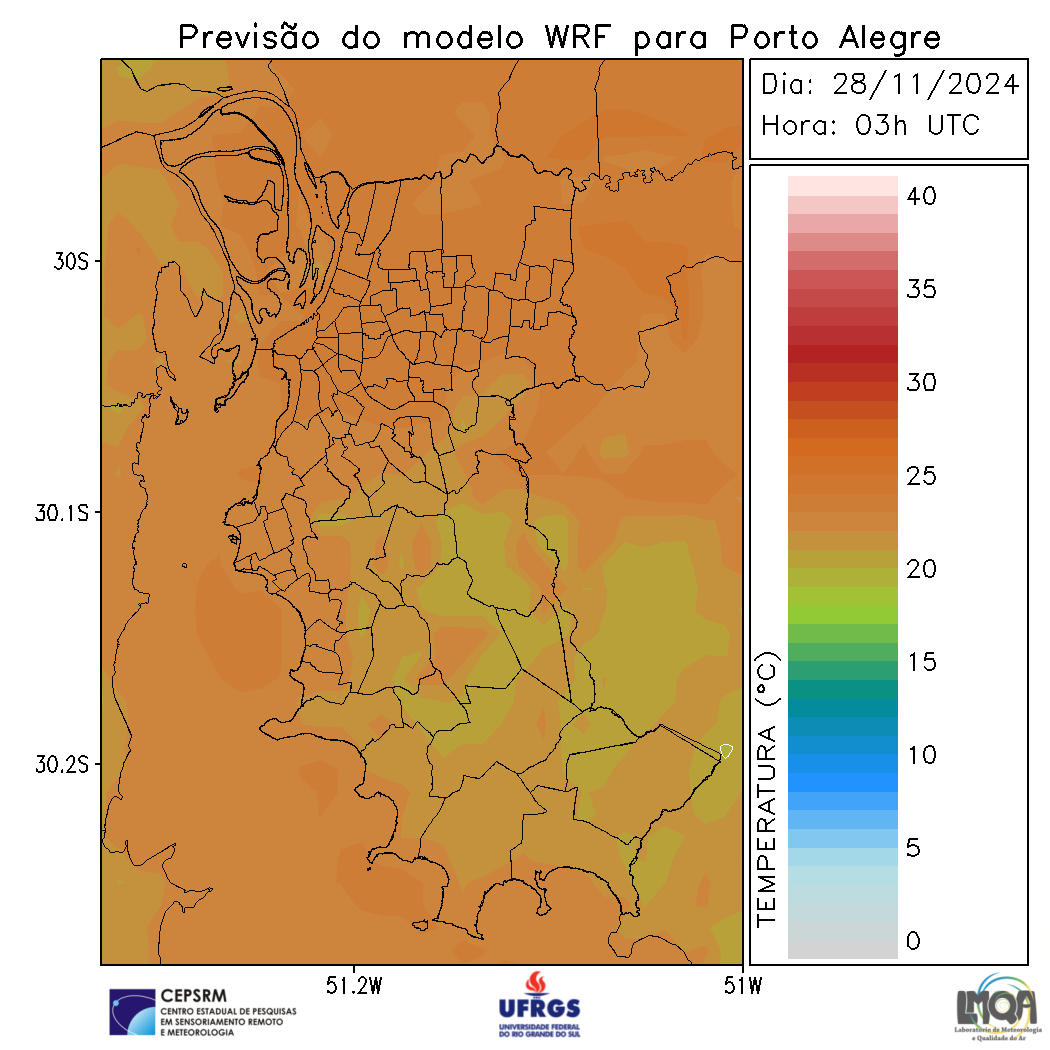 Previsão do modelo WRF para Porto Alegre
Dia: 28/11/2024
Hora: 03h UTC
40
35
30
25
20
15
10
5
0
TEMPERATURA (°C)
30S
30.1S
30.2S
51.2W
51W
CEPSRM
CENTRO ESTADUAL DE PESQUISAS
EM SENSORIAMENTO REMOTO
E METEOROLOGIA
UFRGS
UNIVERSIDADE FEDERAL
DO RIO GRANDE DO SUL
LMQA
Laboratório de Meteorologia
e Qualidade do Ar